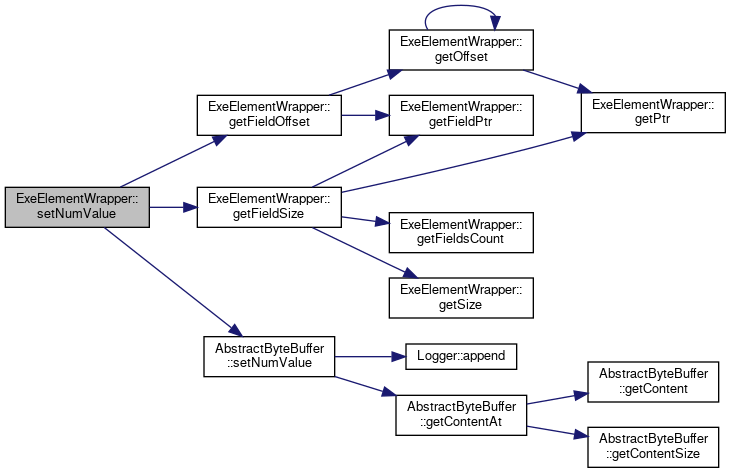 ExeElementWrapper::
getOffset
ExeElementWrapper::
getFieldOffset
ExeElementWrapper::
getFieldPtr
ExeElementWrapper::
getPtr
ExeElementWrapper::
setNumValue
ExeElementWrapper::
getFieldSize
ExeElementWrapper::
getFieldsCount
ExeElementWrapper::
getSize
AbstractByteBuffer
::setNumValue
Logger::append
AbstractByteBuffer
::getContentAt
AbstractByteBuffer
::getContent
AbstractByteBuffer
::getContentSize